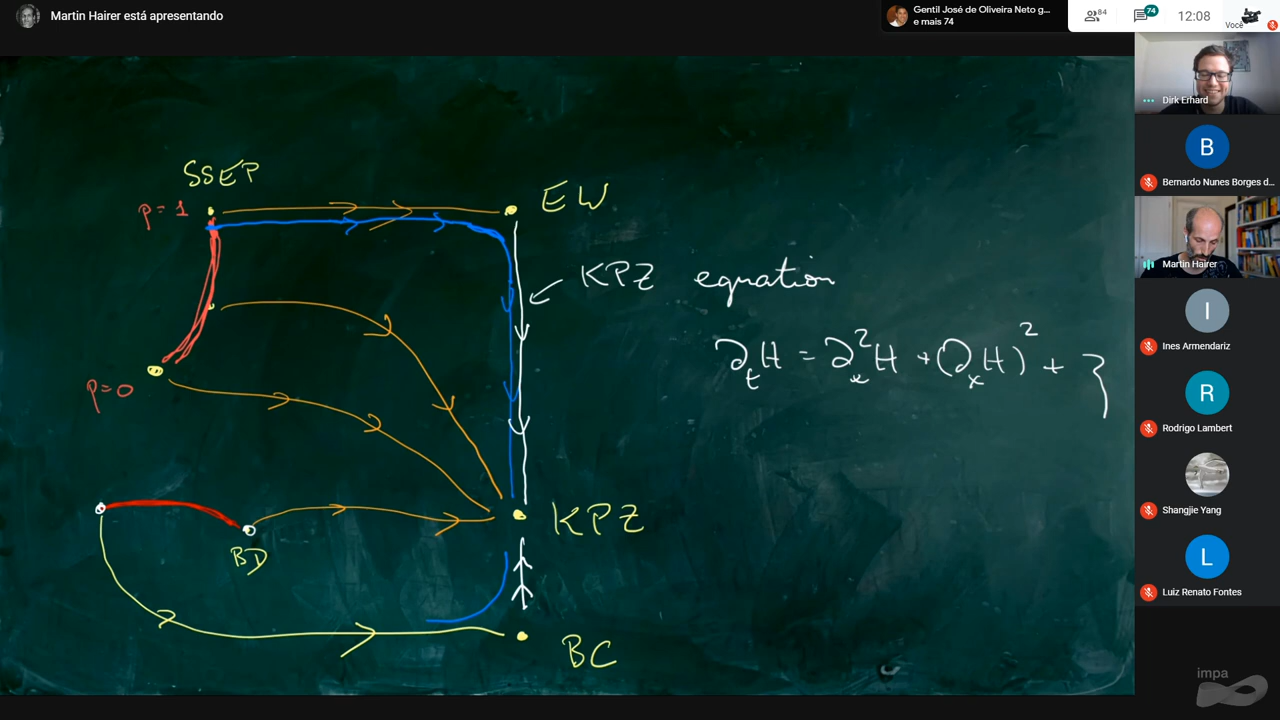 Martin Hairer está apresentando
Gentil José de Oliveira Neto g...
e mais 74
84
74
12:08
Você
Dirk Erhard
SSEP
p=1
EW
B
Bernardo Nunes Borges d...
KPZ equation
Martin Hairer
I
Ines Armendariz
∂tH = ∂x²H + (∂xH)² + ξ
p=0
R
Rodrigo Lambert
KPZ
Shangjie Yang
BD
L
Luiz Renato Fontes
BC
impa